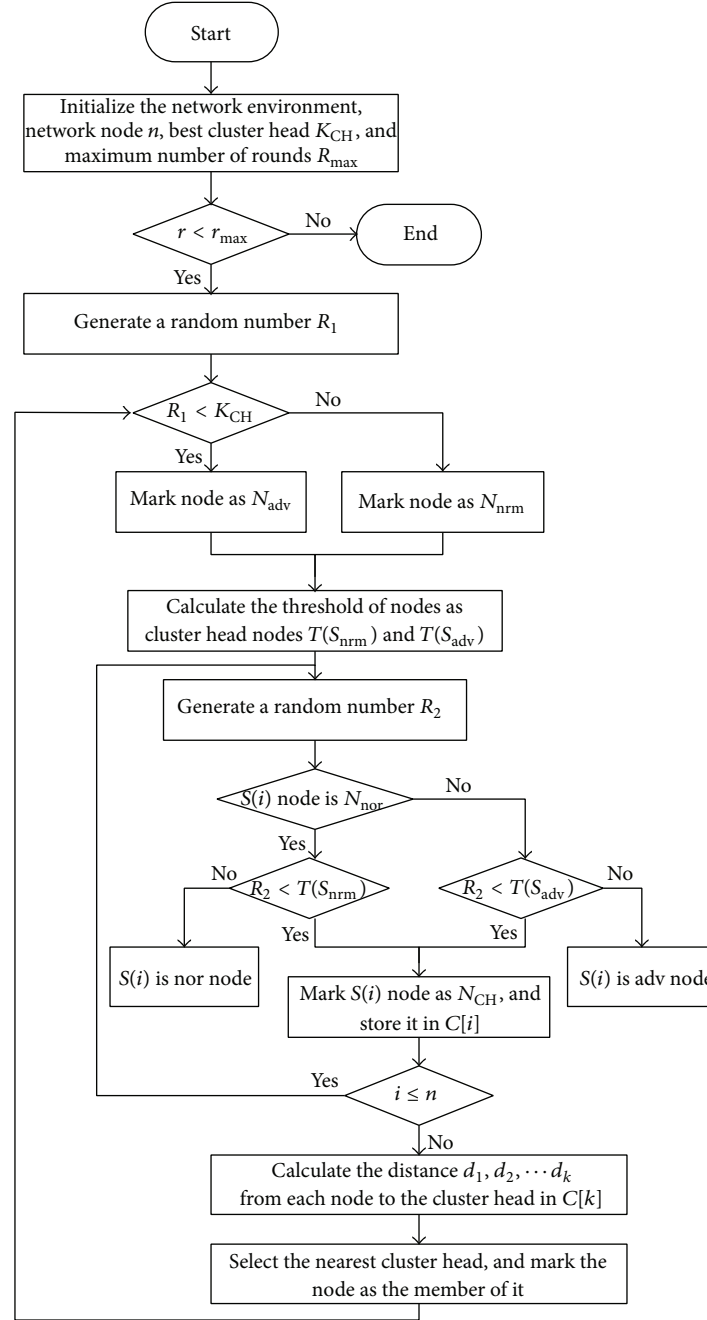 Start
Initialize the network environment,
network node n, best cluster head K_CH, and
maximum number of rounds R_max
r < r_max
No
End
Yes
Generate a random number R_1
R_1 < K_CH
No
Yes
Mark node as N_adv
Mark node as N_nrm
Calculate the threshold of nodes as
cluster head nodes T(S_nrm) and T(S_adv)
Generate a random number R_2
S(i) node is N_nor
No
Yes
No
R_2 < T(S_nrm)
R_2 < T(S_adv)
No
Yes
Yes
S(i) is nor node
Mark S(i) node as N_CH, and
store it in C[i]
S(i) is adv node
Yes
i ≤ n
No
Calculate the distance d_1, d_2, ⋯ d_k
from each node to the cluster head in C[k]
Select the nearest cluster head, and mark the
node as the member of it